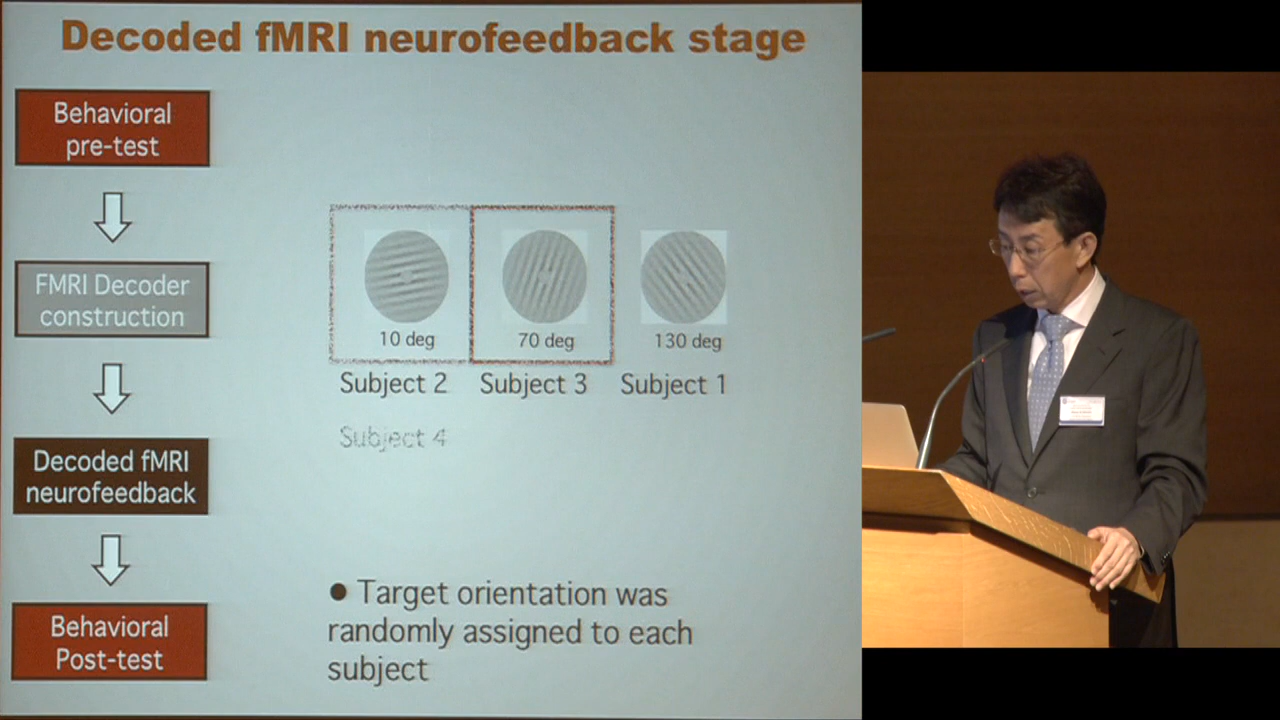 Decoded fMRI neurofeedback stage
Behavioral
pre-test
FMRI Decoder
construction
Decoded fMRI
neurofeedback
Behavioral
Post-test
10 deg
70 deg
130 deg
Subject 2
Subject 3
Subject 1
Subject 4
● Target orientation was
randomly assigned to each
subject